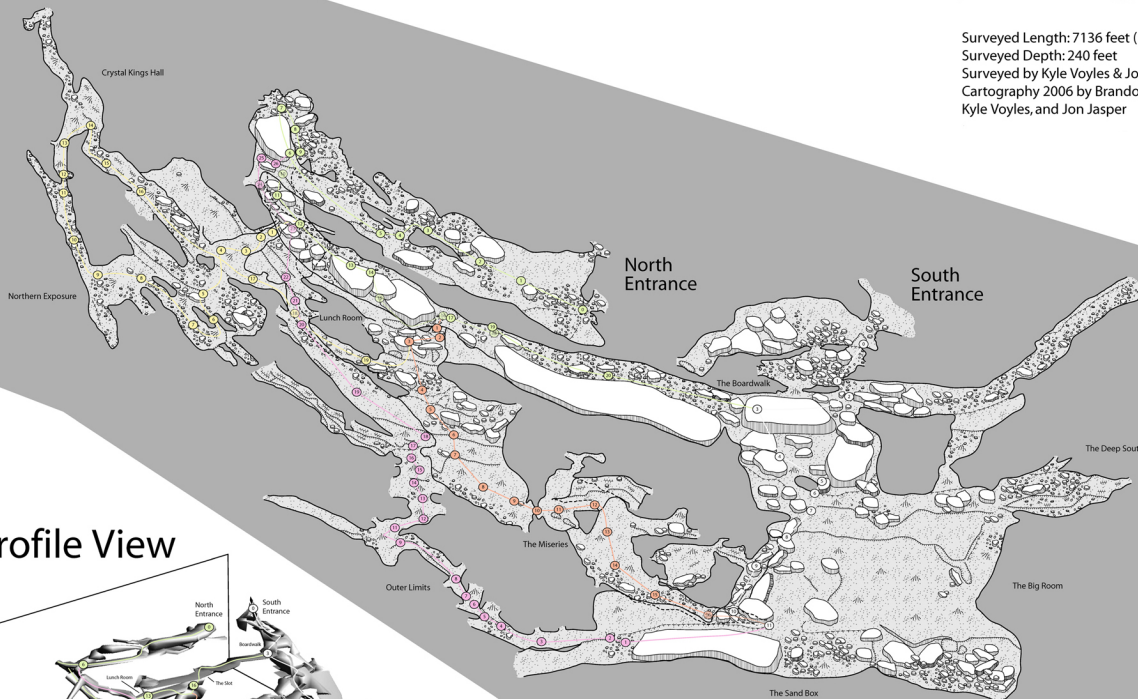 Surveyed Length: 7136 feet (
Surveyed Depth: 240 feet
Surveyed by Kyle Voyles & Jo
Cartography 2006 by Brando
Kyle Voyles, and Jon Jasper
Crystal Kings Hall
North
Entrance
South
Entrance
Northern Exposure
Lunch Room
The Boardwalk
The Deep Sout
The Miseries
rofile View
Outer Limits
The Big Room
North
Entrance
South
Entrance
Boardwalk
Lunch Room
The Slot
The Sand Box